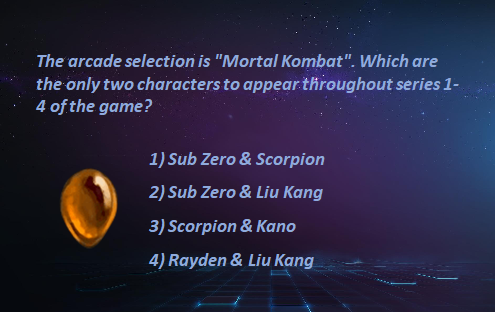 The arcade selection is "Mortal Kombat". Which are
the only two characters to appear throughout series 1-
4 of the game?
1) Sub Zero & Scorpion
2) Sub Zero & Liu Kang
3) Scorpion & Kano
4) Rayden & Liu Kang